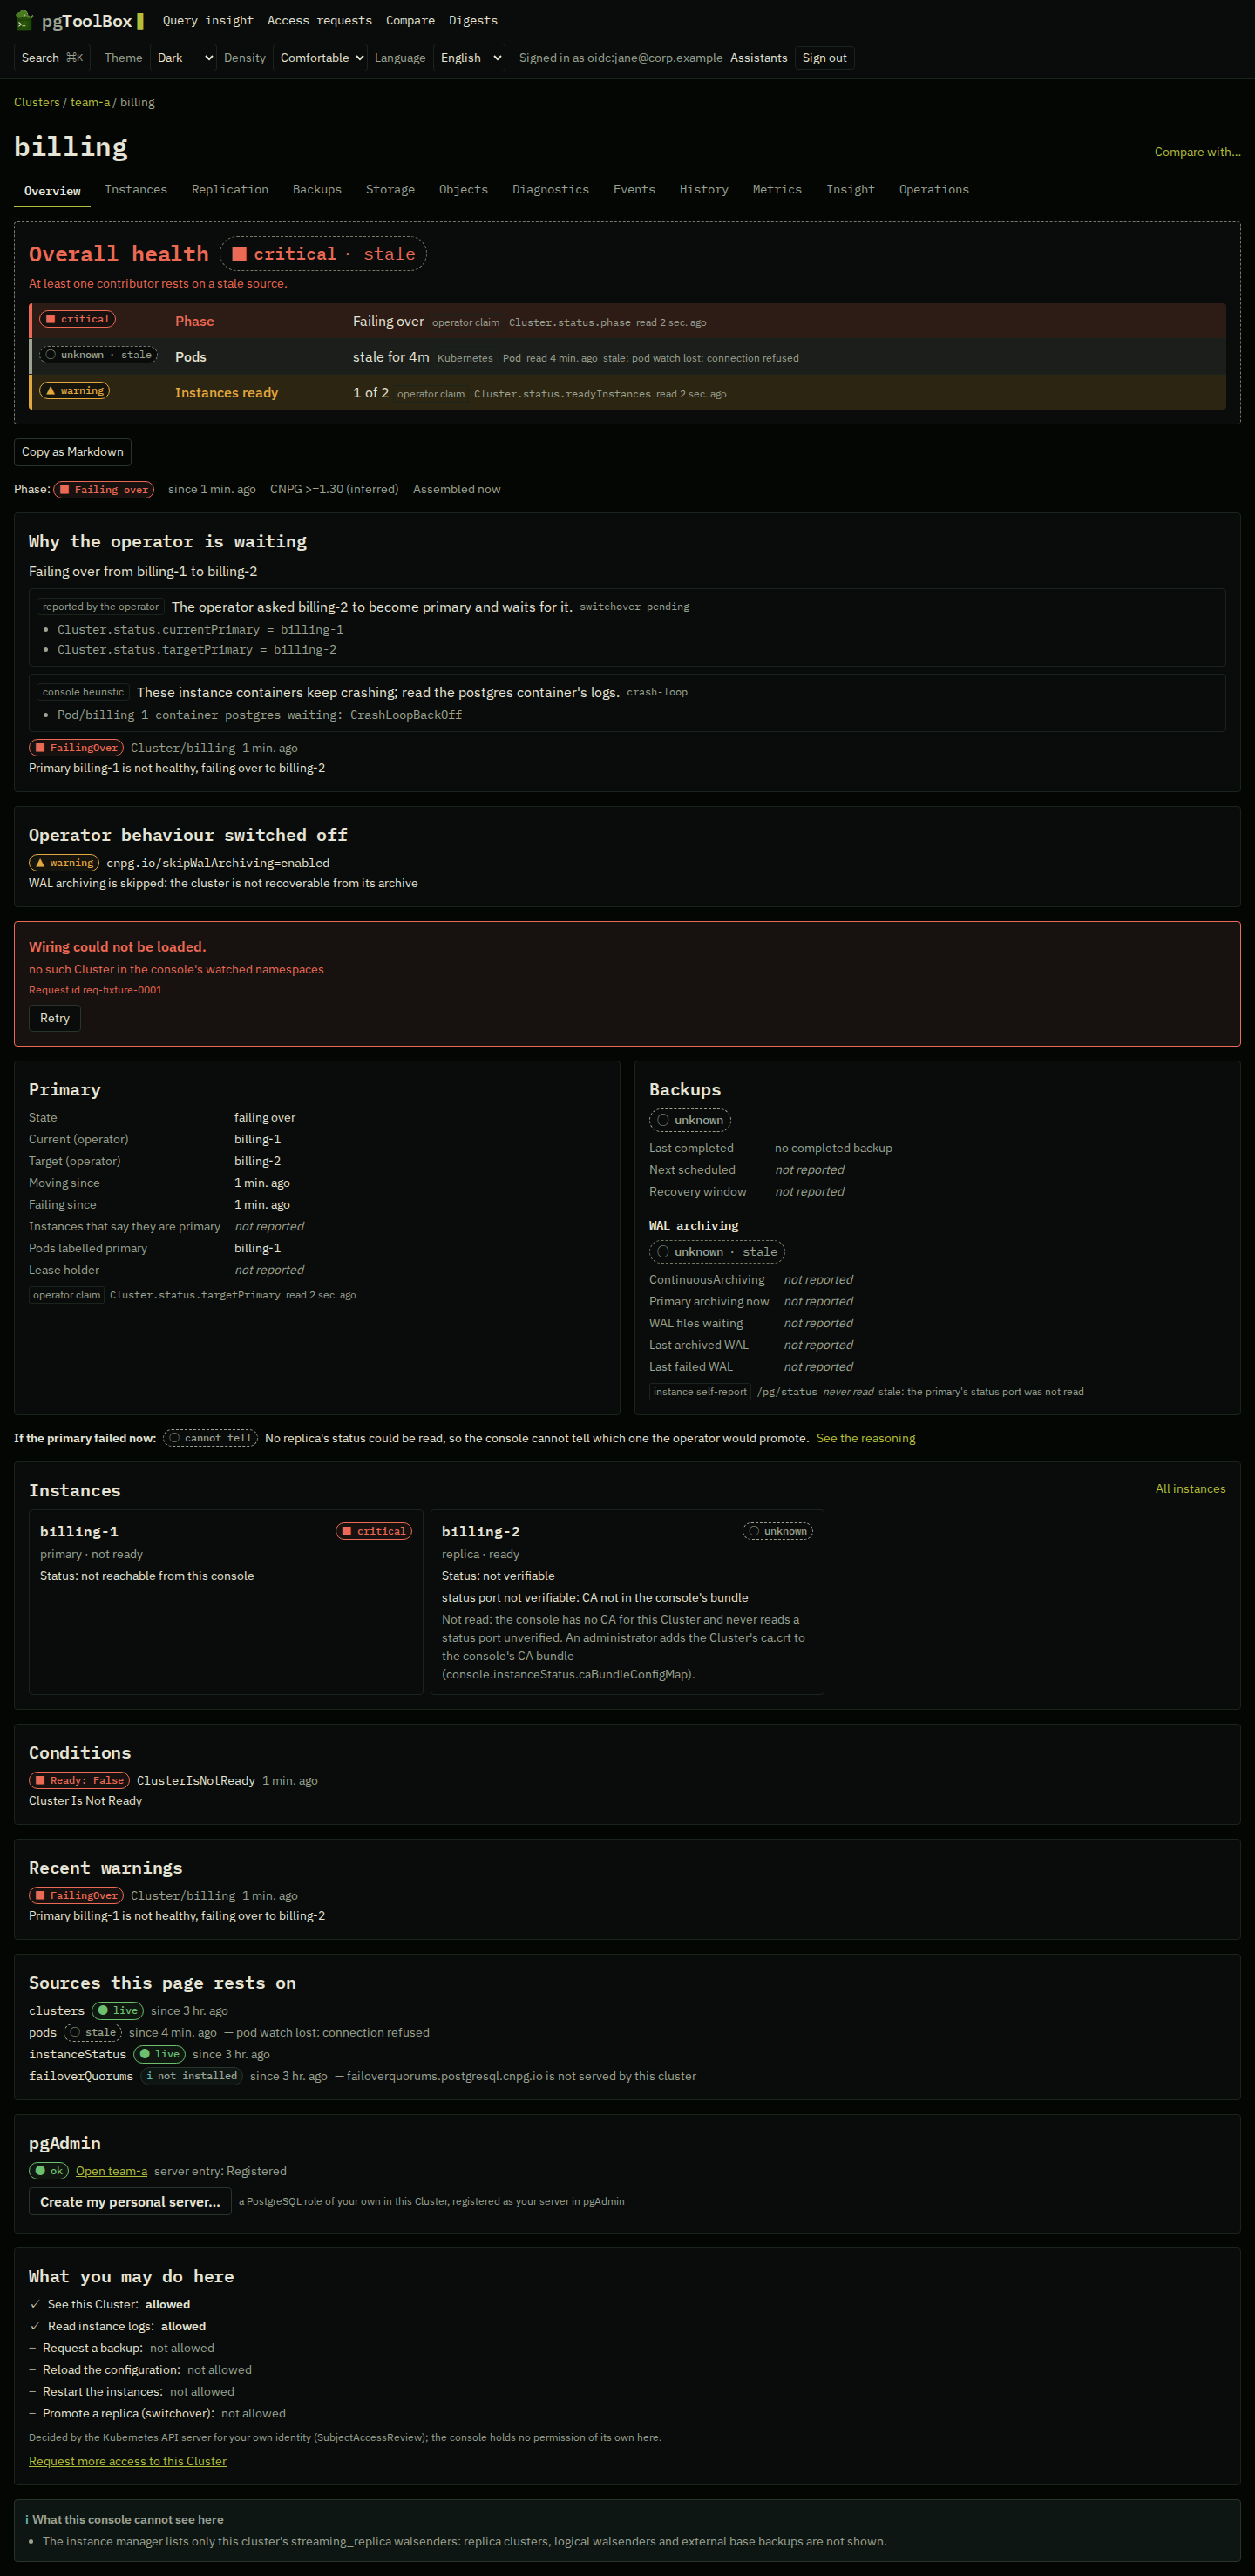 pgToolBox
Query insight Access requests Compare Digests
Search ⌘K Theme Dark Density Comfortable Language English Signed in as oidc:jane@corp.example Assistants Sign out
Clusters / team-a / billing
billing
Compare with...
Overview Instances Replication Backups Storage Objects Diagnostics Events History Metrics Insight Operations
Overall health critical · stale
At least one contributor rests on a stale source.
critical Phase Failing over operator claim Cluster.status.phase read 2 sec. ago
unknown · stale Pods stale for 4m Kubernetes Pod read 4 min. ago stale: pod watch lost: connection refused
warning Instances ready 1 of 2 operator claim Cluster.status.readyInstances read 2 sec. ago
Copy as Markdown
Phase: Failing over since 1 min. ago CNPG >=1.30 (inferred) Assembled now
Why the operator is waiting
Failing over from billing-1 to billing-2
reported by the operator The operator asked billing-2 to become primary and waits for it. switchover-pending
• Cluster.status.currentPrimary = billing-1
• Cluster.status.targetPrimary = billing-2
console heuristic These instance containers keep crashing; read the postgres container's logs. crash-loop
• Pod/billing-1 container postgres waiting: CrashLoopBackOff
FailingOver Cluster/billing 1 min. ago
Primary billing-1 is not healthy, failing over to billing-2
Operator behaviour switched off
warning cnpg.io/skipWalArchiving=enabled
WAL archiving is skipped: the cluster is not recoverable from its archive
Wiring could not be loaded.
no such Cluster in the console's watched namespaces
Request id req-fixture-0001
Retry
Primary
State failing over
Current (operator) billing-1
Target (operator) billing-2
Moving since 1 min. ago
Failing since 1 min. ago
Instances that say they are primary not reported
Pods labelled primary billing-1
Lease holder not reported
operator claim Cluster.status.targetPrimary read 2 sec. ago
Backups
unknown
Last completed no completed backup
Next scheduled not reported
Recovery window not reported
WAL archiving
unknown · stale
ContinuousArchiving not reported
Primary archiving now not reported
WAL files waiting not reported
Last archived WAL not reported
Last failed WAL not reported
instance self-report /pg/status never read stale: the primary's status port was not read
If the primary failed now: cannot tell No replica's status could be read, so the console cannot tell which one the operator would promote. See the reasoning
Instances
All instances
billing-1 critical
primary · not ready
Status: not reachable from this console
billing-2 unknown
replica · ready
Status: not verifiable
status port not verifiable: CA not in the console's bundle
Not read: the console has no CA for this Cluster and never reads a
status port unverified. An administrator adds the Cluster's ca.crt to
the console's CA bundle
(console.instanceStatus.caBundleConfigMap).
Conditions
Ready: False ClusterIsNotReady 1 min. ago
Cluster Is Not Ready
Recent warnings
FailingOver Cluster/billing 1 min. ago
Primary billing-1 is not healthy, failing over to billing-2
Sources this page rests on
clusters live since 3 hr. ago
pods stale since 4 min. ago — pod watch lost: connection refused
instanceStatus live since 3 hr. ago
failoverQuorums i not installed since 3 hr. ago — failoverquorums.postgresql.cnpg.io is not served by this cluster
pgAdmin
ok Open team-a server entry: Registered
Create my personal server... a PostgreSQL role of your own in this Cluster, registered as your server in pgAdmin
What you may do here
✓ See this Cluster: allowed
✓ Read instance logs: allowed
– Request a backup: not allowed
– Reload the configuration: not allowed
– Restart the instances: not allowed
– Promote a replica (switchover): not allowed
Decided by the Kubernetes API server for your own identity (SubjectAccessReview); the console holds no permission of its own here.
Request more access to this Cluster
i What this console cannot see here
• The instance manager lists only this cluster's streaming_replica walsenders: replica clusters, logical walsenders and external base backups are not shown.